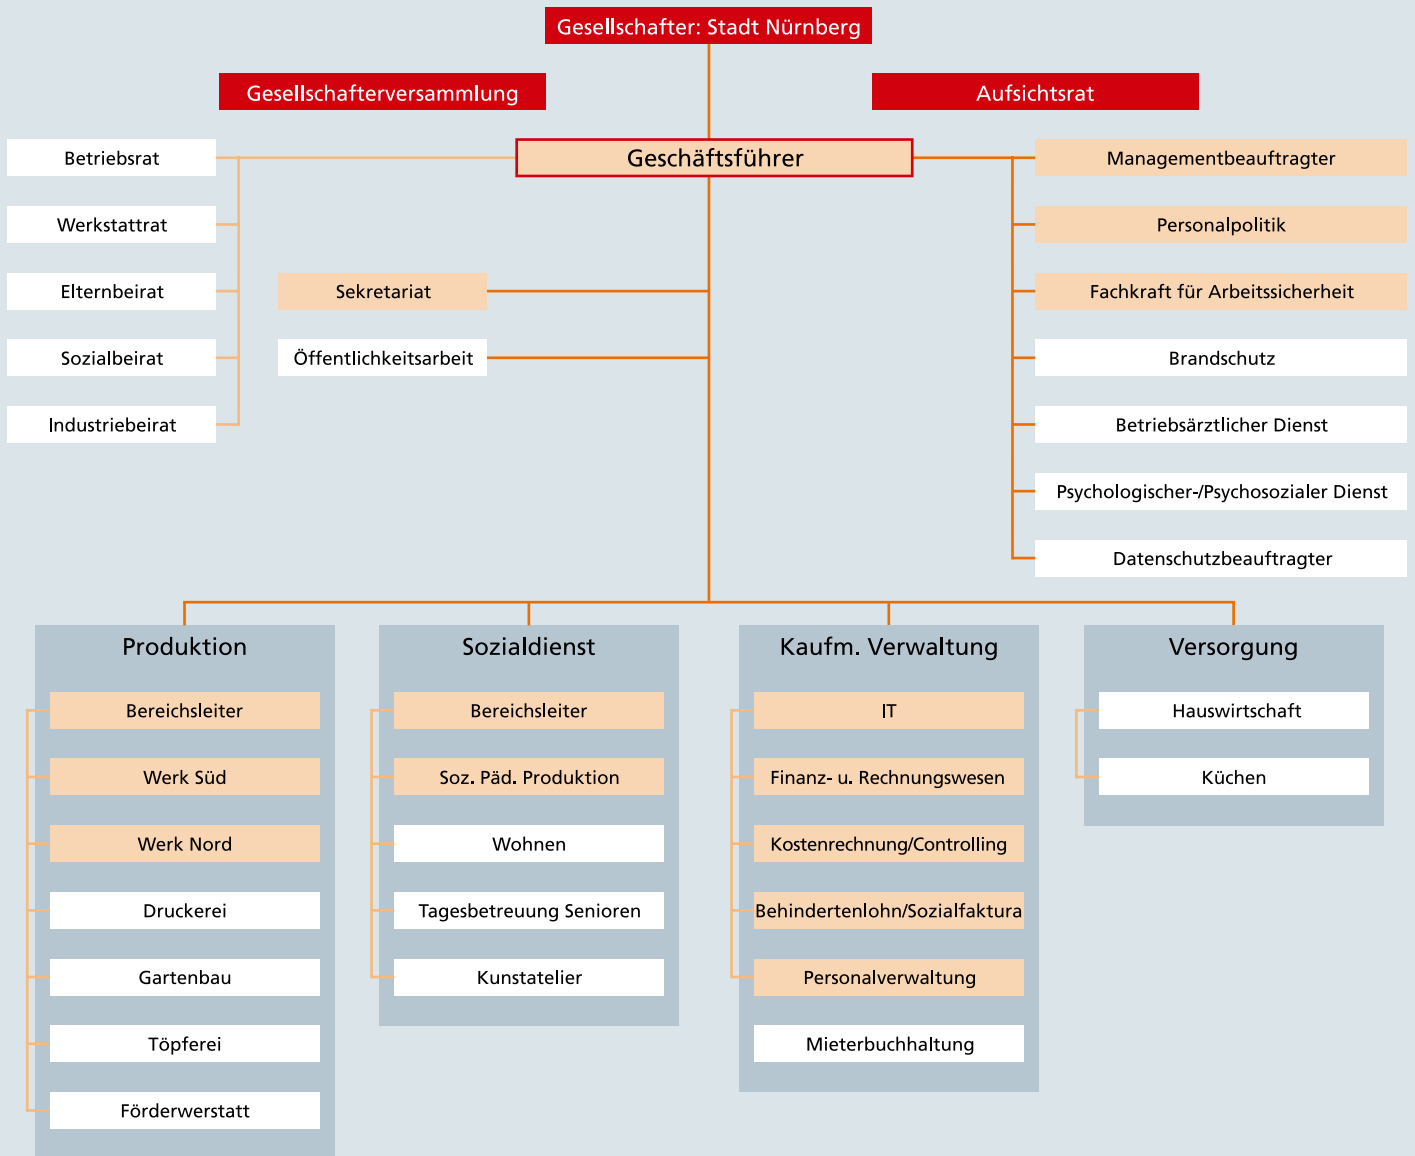 Gesellschafter: Stadt Nürnberg
Gesellschafterversammlung
Aufsichtsrat
Geschäftsführer
Betriebsrat
Werkstattrat
Elternbeirat
Sozialbeirat
Industriebeirat
Sekretariat
Öffentlichkeitsarbeit
Managementbeauftragter
Personalpolitik
Fachkraft für Arbeitssicherheit
Brandschutz
Betriebsärztlicher Dienst
Psychologischer-/Psychosozialer Dienst
Datenschutzbeauftragter
Produktion
Bereichsleiter
Werk Süd
Werk Nord
Druckerei
Gartenbau
Töpferei
Förderwerstatt
Sozialdienst
Bereichsleiter
Soz. Päd. Produktion
Wohnen
Tagesbetreuung Senioren
Kunstatelier
Kaufm. Verwaltung
IT
Finanz- u. Rechnungswesen
Kostenrechnung/Controlling
Behindertenlohn/Sozialfaktura
Personalverwaltung
Mieterbuchhaltung
Versorgung
Hauswirtschaft
Küchen